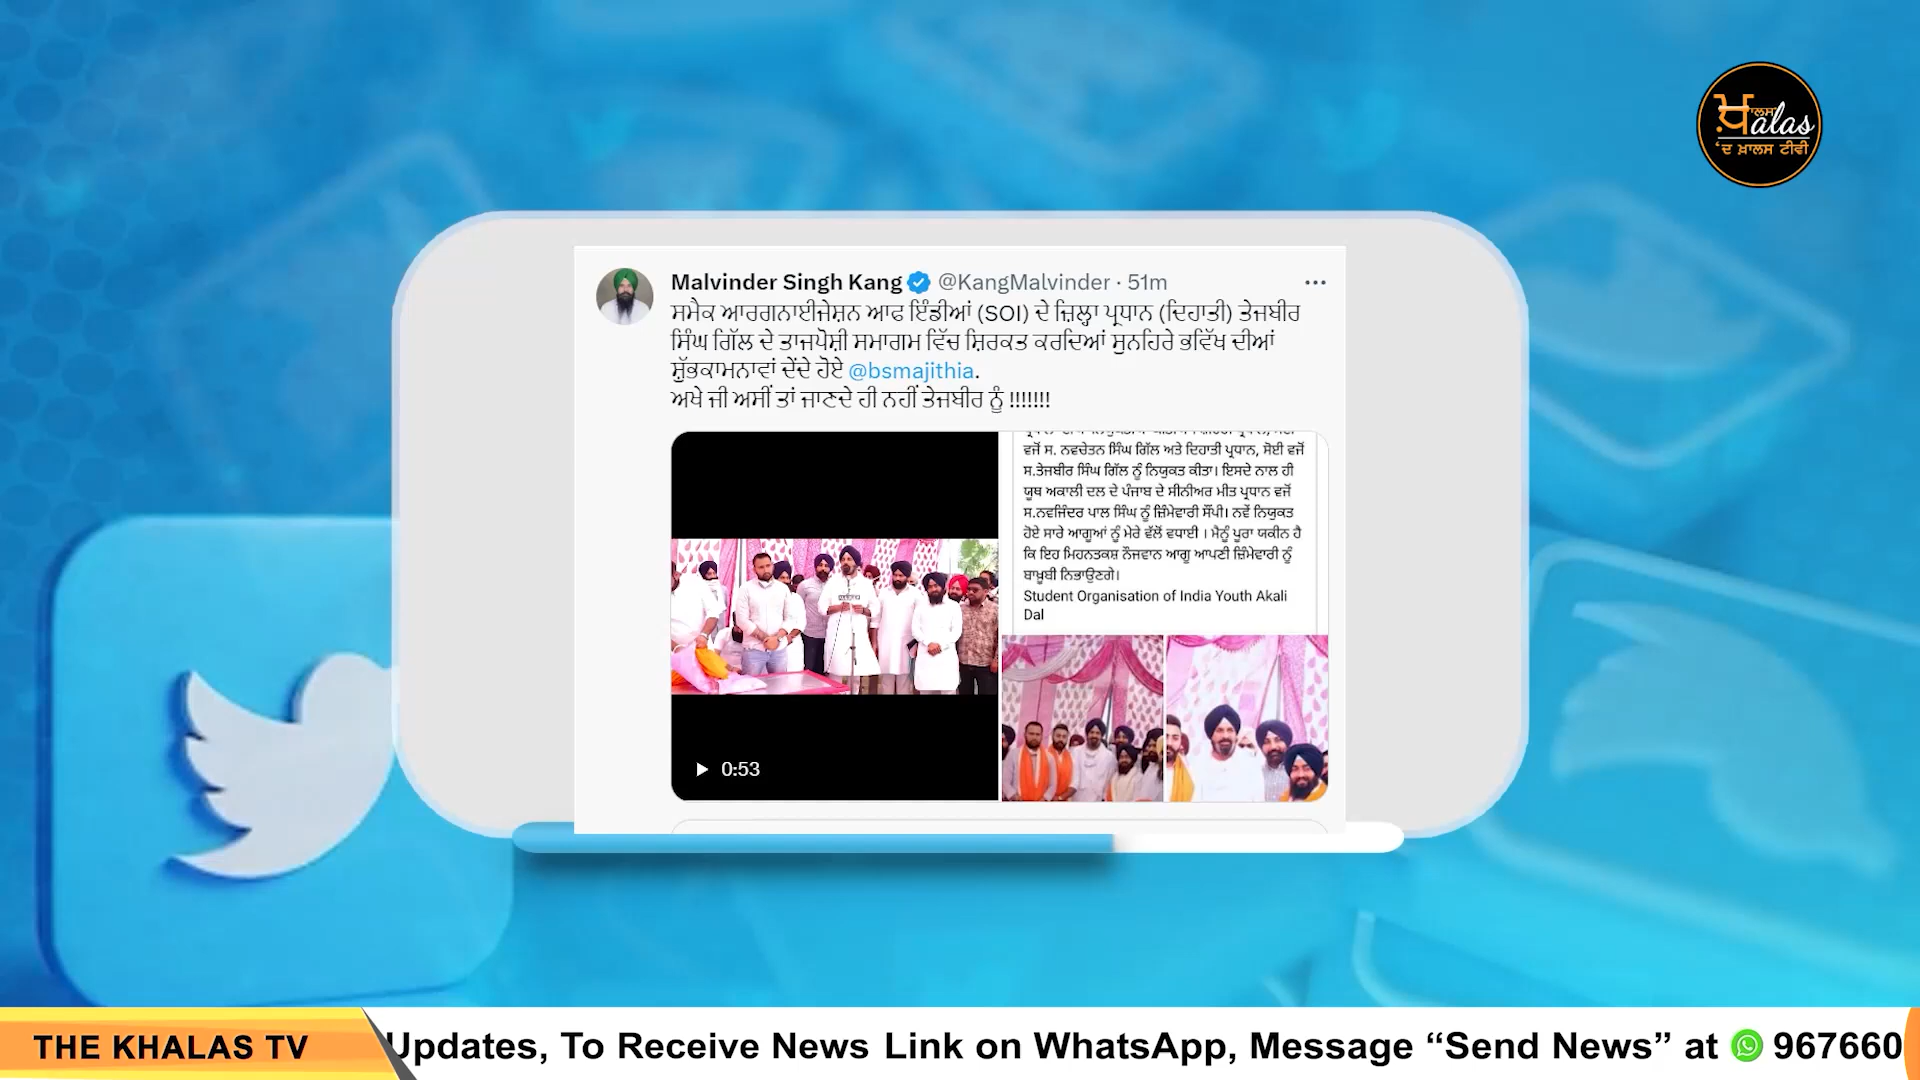 ਖ਼ਾਲਸ
alas
'ਦ ਖ਼ਾਲਸ ਟੀਵੀ
Malvinder Singh Kang @KangMalvinder · 51m
ਸਮੈਕ ਆਰਗਨਾਈਜੇਸ਼ਨ ਆਫ ਇੰਡੀਆਂ (SOI) ਦੇ ਜ਼ਿਲ੍ਹਾ ਪ੍ਰਧਾਨ (ਦਿਹਾਤੀ) ਤੇਜਬੀਰ
ਸਿੰਘ ਗਿੱਲ ਦੇ ਤਾਜਪੋਸ਼ੀ ਸਮਾਗਮ ਵਿੱਚ ਸ਼ਿਰਕਤ ਕਰਦਿਆਂ ਸੁਨਹਿਰੇ ਭਵਿੱਖ ਦੀਆਂ
ਸ਼ੁੱਭਕਾਮਨਾਵਾਂ ਦੇਂਦੇ ਹੋਏ @bsmajithia.
ਅਖੇ ਜੀ ਅਸੀਂ ਤਾਂ ਜਾਣਦੇ ਹੀ ਨਹੀਂ ਤੇਜਬੀਰ ਨੂੰ !!!!!!!
ਵਜੋਂ ਸ. ਨਵਚੇਤਨ ਸਿੰਘ ਗਿੱਲ ਅਤੇ ਦਿਹਾਤੀ ਪ੍ਰਧਾਨ, ਸੋਈ ਵਜੋਂ
ਸ.ਤੇਜਬੀਰ ਸਿੰਘ ਗਿੱਲ ਨੂੰ ਨਿਯੁਕਤ ਕੀਤਾ। ਇਸਦੇ ਨਾਲ ਹੀ
ਯੂਥ ਅਕਾਲੀ ਦਲ ਦੇ ਪੰਜਾਬ ਦੇ ਸੀਨੀਅਰ ਮੀਤ ਪ੍ਰਧਾਨ ਵਜੋਂ
ਸ.ਨਵਜਿੰਦਰ ਪਾਲ ਸਿੰਘ ਨੂੰ ਜ਼ਿੰਮੇਵਾਰੀ ਸੌਂਪੀ। ਨਵੇਂ ਨਿਯੁਕਤ
ਹੋਏ ਸਾਰੇ ਆਗੂਆਂ ਨੂੰ ਮੇਰੇ ਵੱਲੋਂ ਵਧਾਈ । ਮੈਨੂੰ ਪੂਰਾ ਯਕੀਨ ਹੈ
ਕਿ ਇਹ ਮਿਹਨਤਕਸ਼ ਨੌਜਵਾਨ ਆਗੂ ਆਪਣੀ ਜ਼ਿੰਮੇਵਾਰੀ ਨੂੰ
ਬਾਖ਼ੂਬੀ ਨਿਭਾਉਣਗੇ।
Student Organisation of India Youth Akali
Dal
0:53
THE KHALAS TV
Updates, To Receive News Link on WhatsApp, Message “Send News” at 967660